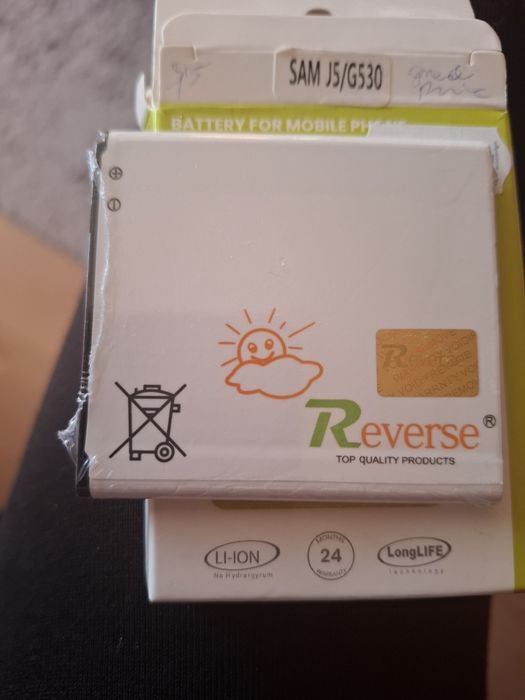 SAM J5/G530
BATTERY FOR MOBILE PHONE
Reverse
Reverse®
TOP QUALITY PRODUCTS
LI-ION
No Hydrargyrum
MONTHS
24
WARRANTY
LongLIFE
technology